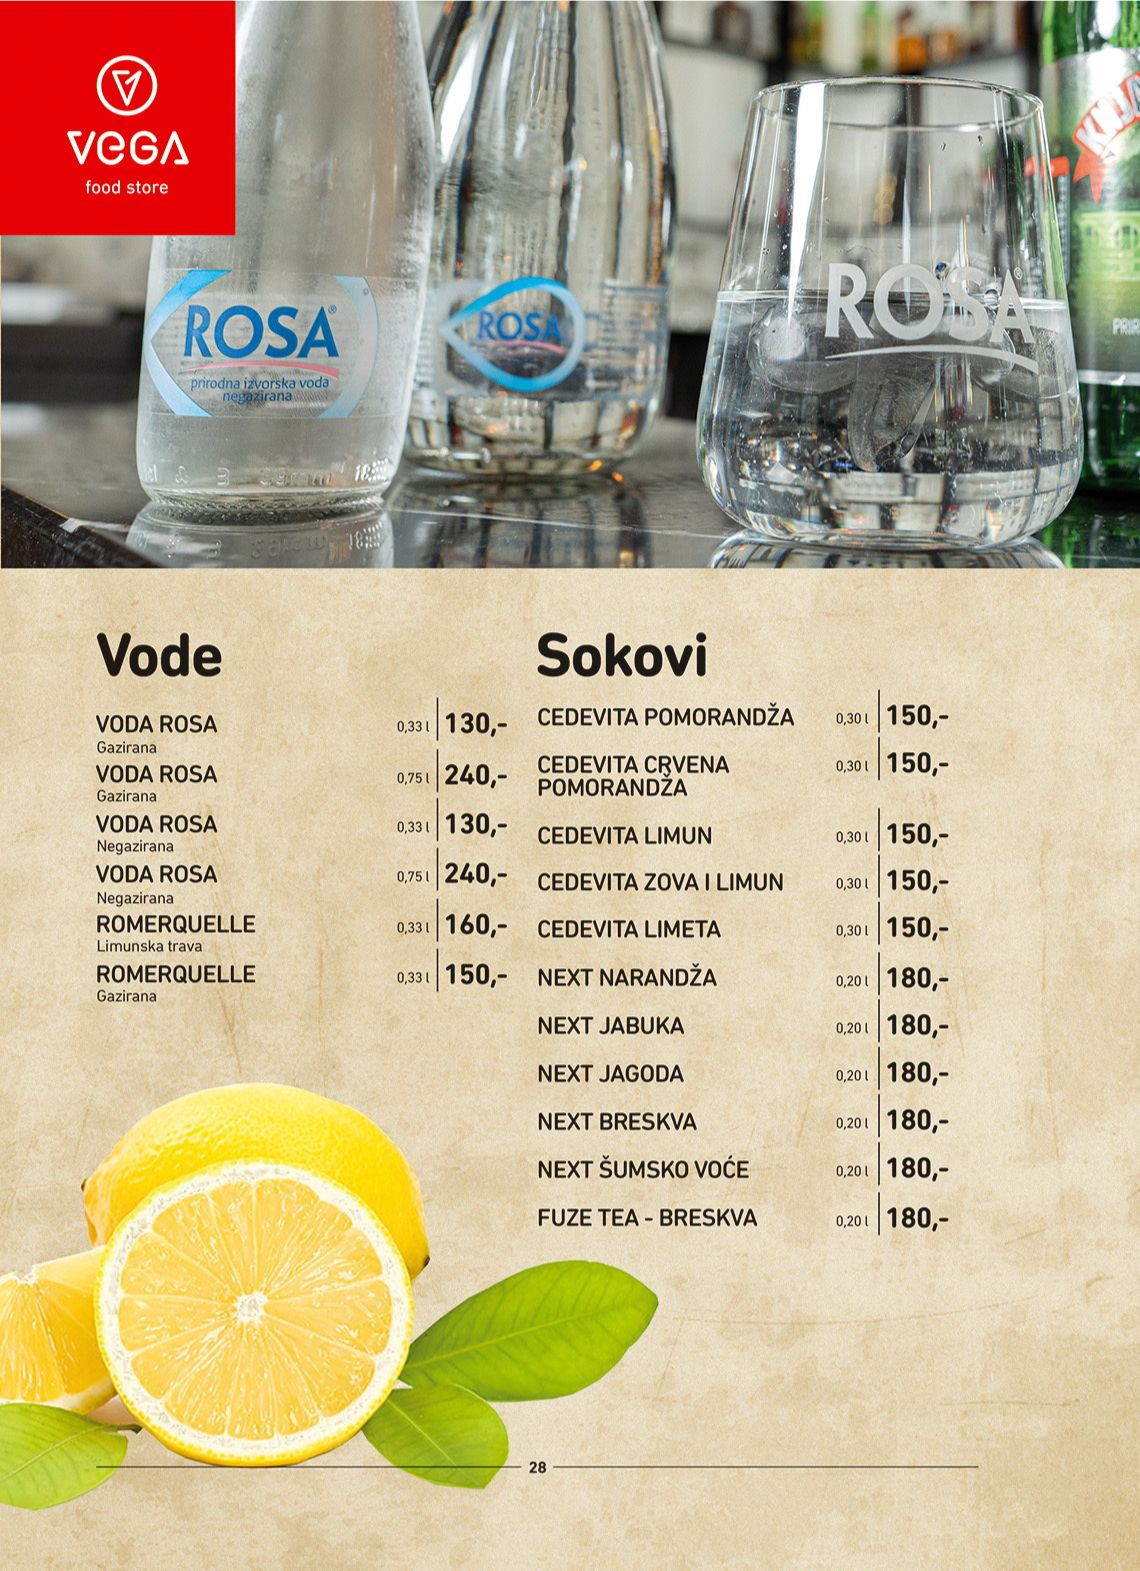 VEGA
food store
ROSA®
prirodna izvorska voda
negazirana
ROSA
ROSA®
Vode
VODA ROSA 0,33 l 130,-
Gazirana
VODA ROSA 0,75 l 240,-
Gazirana
VODA ROSA 0,33 l 130,-
Negazirana
VODA ROSA 0,75 l 240,-
Negazirana
ROMERQUELLE 0,33 l 160,-
Limunska trava
ROMERQUELLE 0,33 l 150,-
Gazirana
Sokovi
CEDEVITA POMORANDŽA 0,30 l 150,-
CEDEVITA CRVENA 0,30 l 150,-
POMORANDŽA
CEDEVITA LIMUN 0,30 l 150,-
CEDEVITA ZOVA I LIMUN 0,30 l 150,-
CEDEVITA LIMETA 0,30 l 150,-
NEXT NARANDŽA 0,20 l 180,-
NEXT JABUKA 0,20 l 180,-
NEXT JAGODA 0,20 l 180,-
NEXT BRESKVA 0,20 l 180,-
NEXT ŠUMSKO VOĆE 0,20 l 180,-
FUZE TEA - BRESKVA 0,20 l 180,-
28